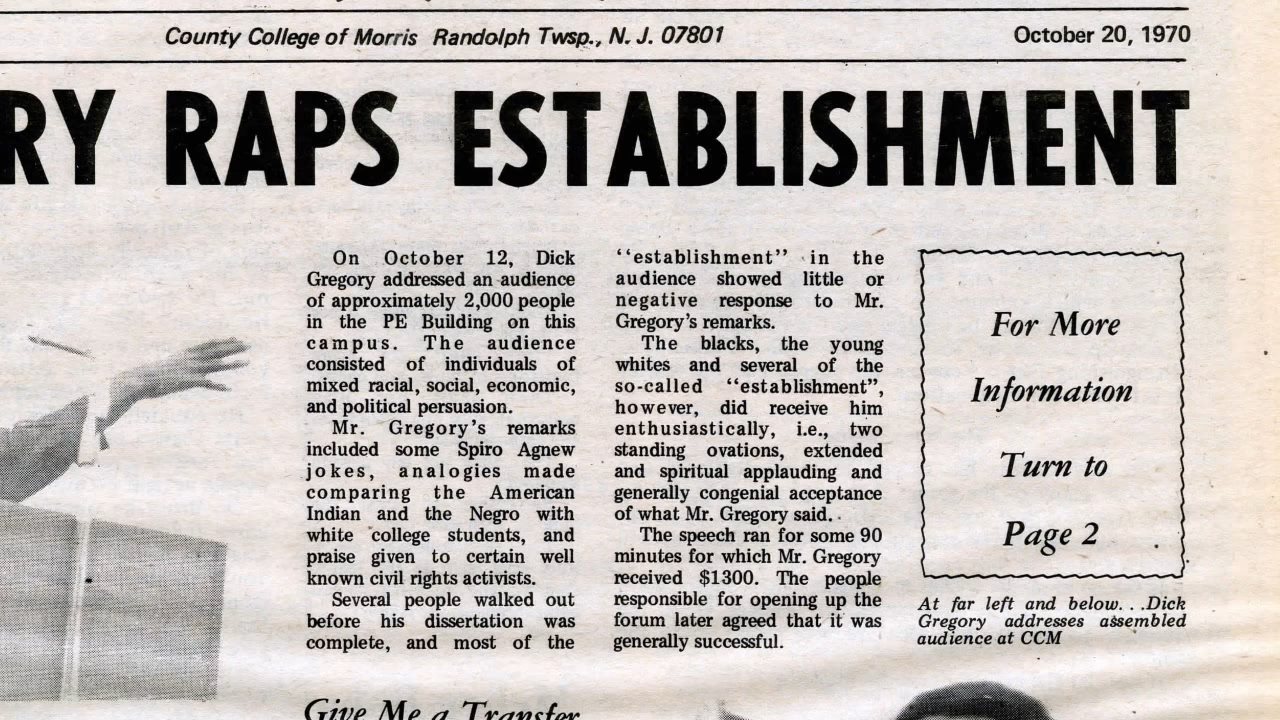 County College of Morris Randolph Twsp., N. J. 07801
October 20, 1970
RY RAPS ESTABLISHMENT
On October 12, Dick
Gregory addressed an audience
of approximately 2,000 people
in the PE Building on this
campus. The audience
consisted of individuals of
mixed racial, social, economic,
and political persuasion.
Mr. Gregory's remarks
included some Spiro Agnew
jokes, analogies made
comparing the American
Indian and the Negro with
white college students, and
praise given to certain well
known civil rights activists.
Several people walked out
before his dissertation was
complete, and most of the
"establishment" in the
audience showed little or
negative response to Mr.
Gregory's remarks.
The blacks, the young
whites and several of the
so-called "establishment",
however, did receive him
enthusiastically, i.e., two
standing ovations, extended
and spiritual applauding and
generally congenial acceptance
of what Mr. Gregory said.
The speech ran for some 90
minutes for which Mr. Gregory
received $1300. The people
responsible for opening up the
forum later agreed that it was
generally successful.
For More
Information
Turn to
Page 2
At far left and below. . .Dick
Gregory addresses assembled
audience at CCM
Give Me a Transfer